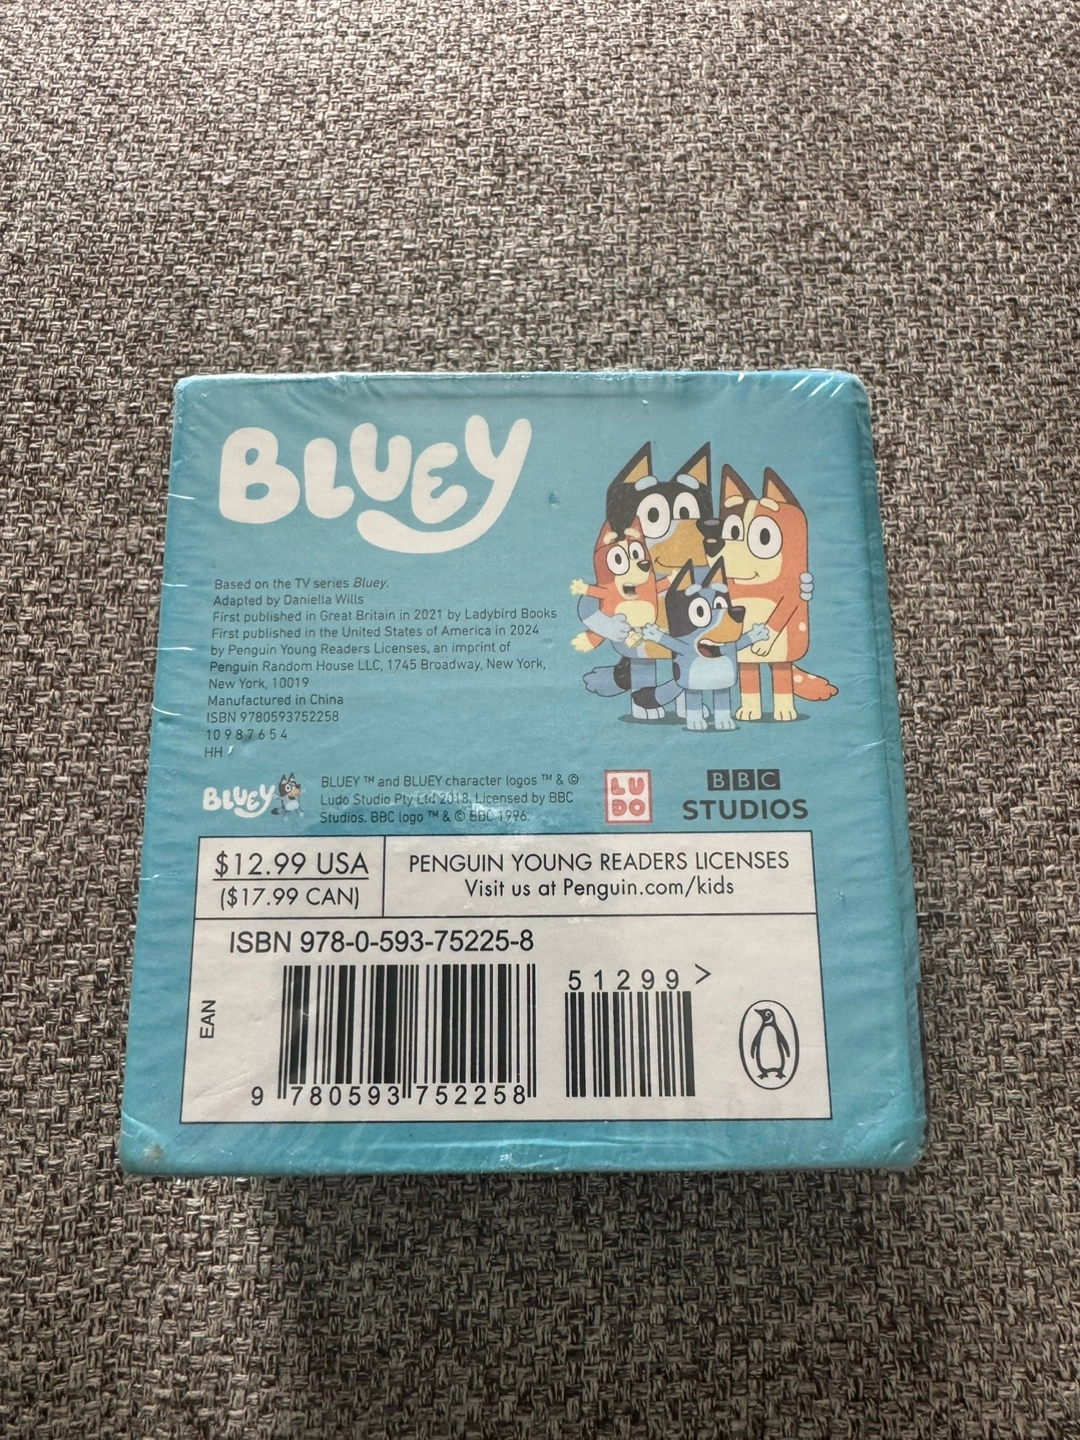 BLUEY
Based on the TV series Bluey.
Adapted by Daniella Wills
First published in Great Britain in 2021 by Ladybird Books
First published in the United States of America in 2024
by Penguin Young Readers Licenses, an imprint of
Penguin Random House LLC, 1745 Broadway, New York,
New York, 10019
Manufactured in China
ISBN 9780593752258
10 9 8 7 6 5 4
HH
BLUEY
BLUEY ™ and BLUEY character logos ™ & ©
Ludo Studio Pty Ltd 2018. Licensed by BBC
Studios. BBC logo ™ & © BBC 1996.
LU
DO
BBC
STUDIOS
$12.99 USA
($17.99 CAN)
PENGUIN YOUNG READERS LICENSES
Visit us at Penguin.com/kids
ISBN 978-0-593-75225-8
51299 >
EAN
9 780593 752258